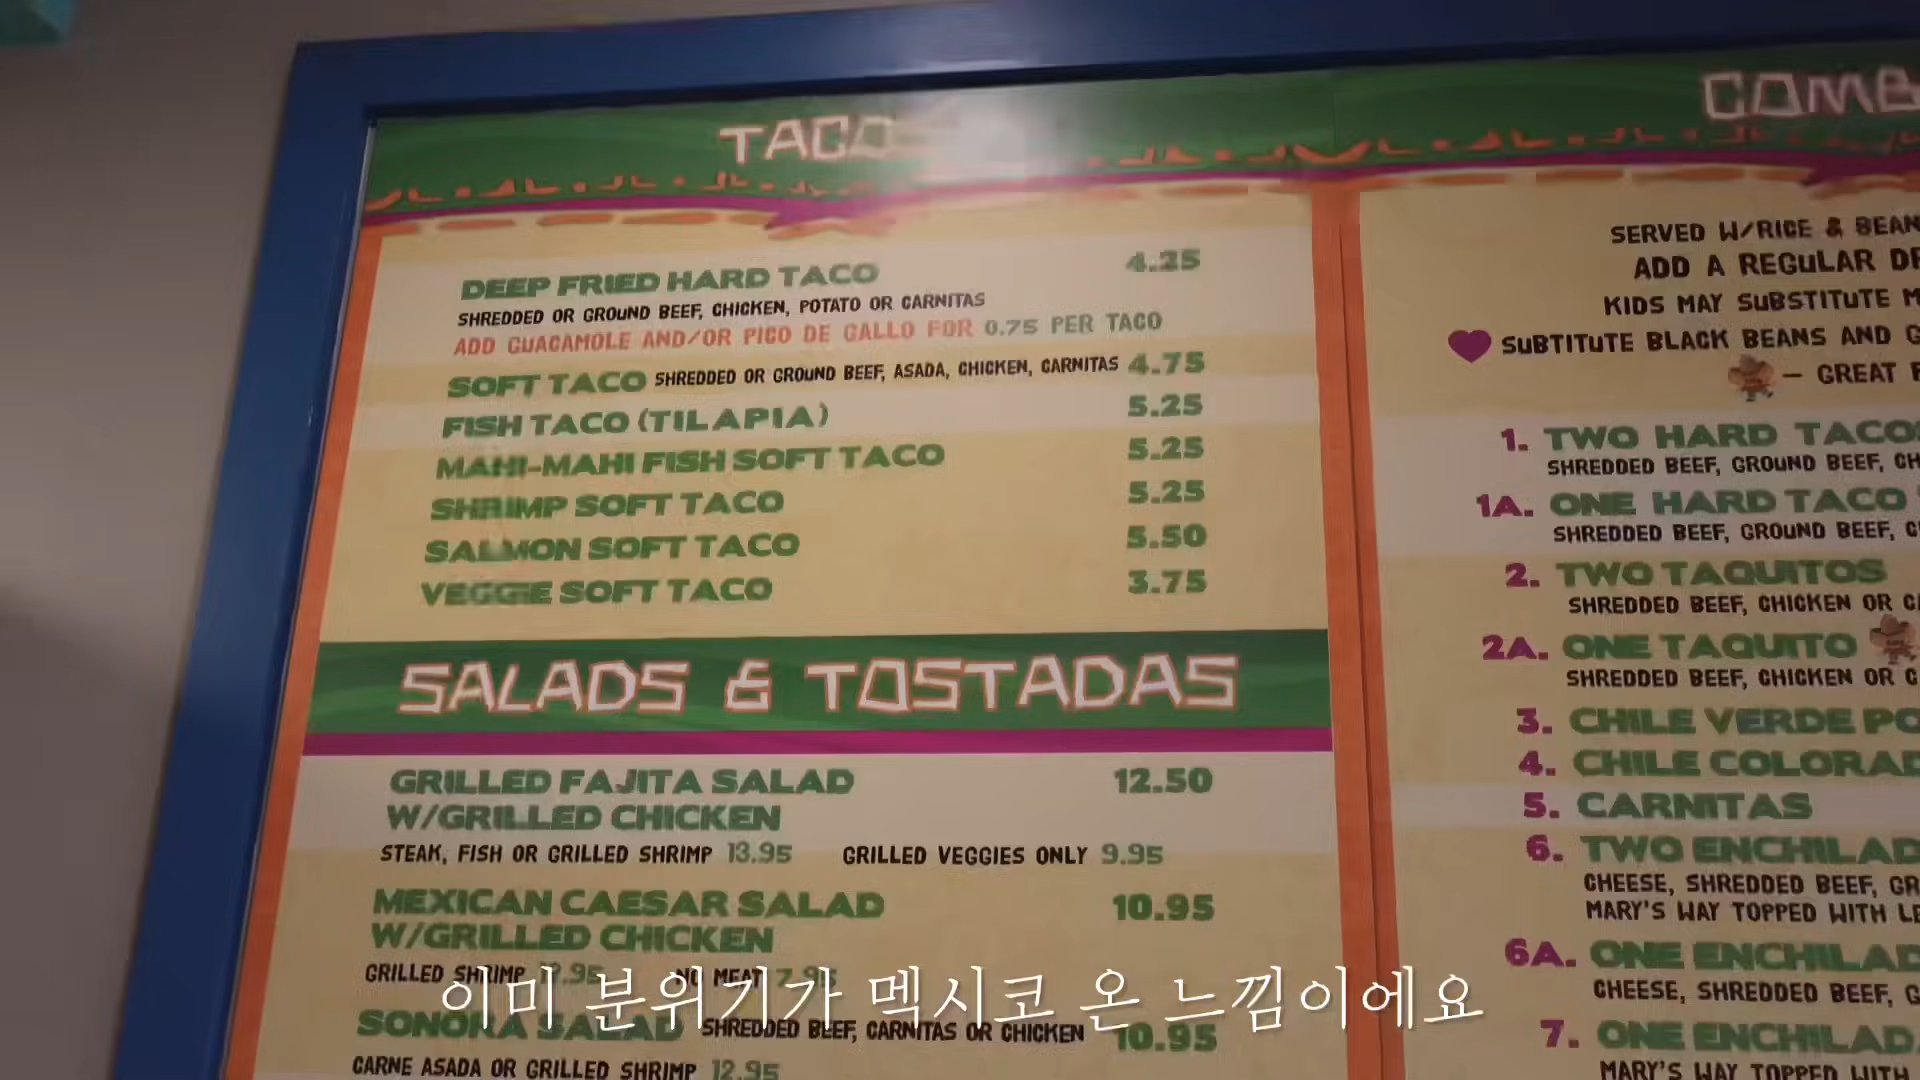 TACOS
DEEP FRIED HARD TACO 4.25
SHREDDED OR GROUND BEEF, CHICKEN, POTATO OR CARNITAS
ADD GUACAMOLE AND/OR PICO DE GALLO FOR 0.75 PER TACO
SOFT TACO SHREDDED OR GROUND BEEF, ASADA, CHICKEN, CARNITAS 4.75
FISH TACO (TILAPIA) 5.25
MAHI-MAHI FISH SOFT TACO 5.25
SHRIMP SOFT TACO 5.25
SALMON SOFT TACO 5.50
VEGGIE SOFT TACO 3.75
SALADS & TOSTADAS
GRILLED FAJITA SALAD 12.50
W/GRILLED CHICKEN
STEAK, FISH OR GRILLED SHRIMP 13.95 GRILLED VEGGIES ONLY 9.95
MEXICAN CAESAR SALAD 10.95
W/GRILLED CHICKEN
GRILLED SHRIMP NO MEAT
SONORA SALAD SHREDDED BEEF, CARNITAS OR CHICKEN 10.95
CARNE ASADA OR GRILLED SHRIMP 12.95
COMB
SERVED W/RICE & BEAN
ADD A REGULAR DR
KIDS MAY SUBSTITUTE M
SUBTITUTE BLACK BEANS AND G
– GREAT F
1. TWO HARD TACOS
SHREDDED BEEF, GROUND BEEF, CH
1A. ONE HARD TACO
SHREDDED BEEF, GROUND BEEF, C
2. TWO TAQUITOS
SHREDDED BEEF, CHICKEN OR CA
2A. ONE TAQUITO
SHREDDED BEEF, CHICKEN OR C
3. CHILE VERDE PO
4. CHILE COLORAD
5. CARNITAS
6. TWO ENCHILAD
CHEESE, SHREDDED BEEF, GR
MARY'S WAY TOPPED WITH LE
6A. ONE ENCHILAD
CHEESE, SHREDDED BEEF, G
7. ONE ENCHILAD
MARY'S WAY TOPPED WITH
이미 분위기가 멕시코 온 느낌이에요